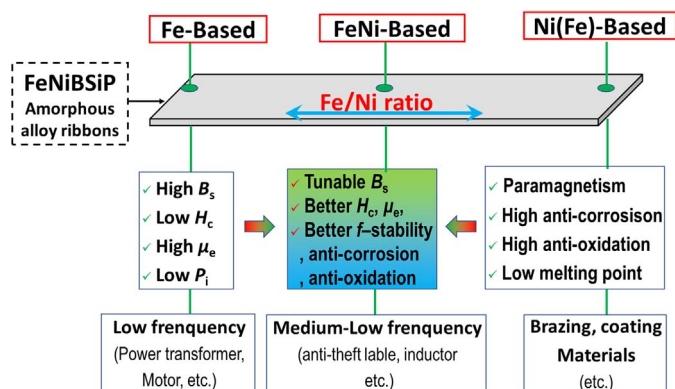 Fe-Based
FeNi-Based
Ni(Fe)-Based
FeNiBSiP
Amorphous
alloy ribbons
Fe/Ni ratio
✓ High Bs
✓ Low Hc
✓ High μe
✓ Low Pi
✓ Tunable Bs
✓ Better Hc, μe,
✓ Better f–stability
, anti-corrosion
, anti-oxidation
✓ Paramagnetism
✓ High anti-corrosison
✓ High anti-oxidation
✓ Low melting point
Low frenquency
(Power transformer,
Motor, etc.)
Medium-Low frenquency
(anti-theft lable, inductor
etc.)
Brazing, coating
Materials
(etc.)